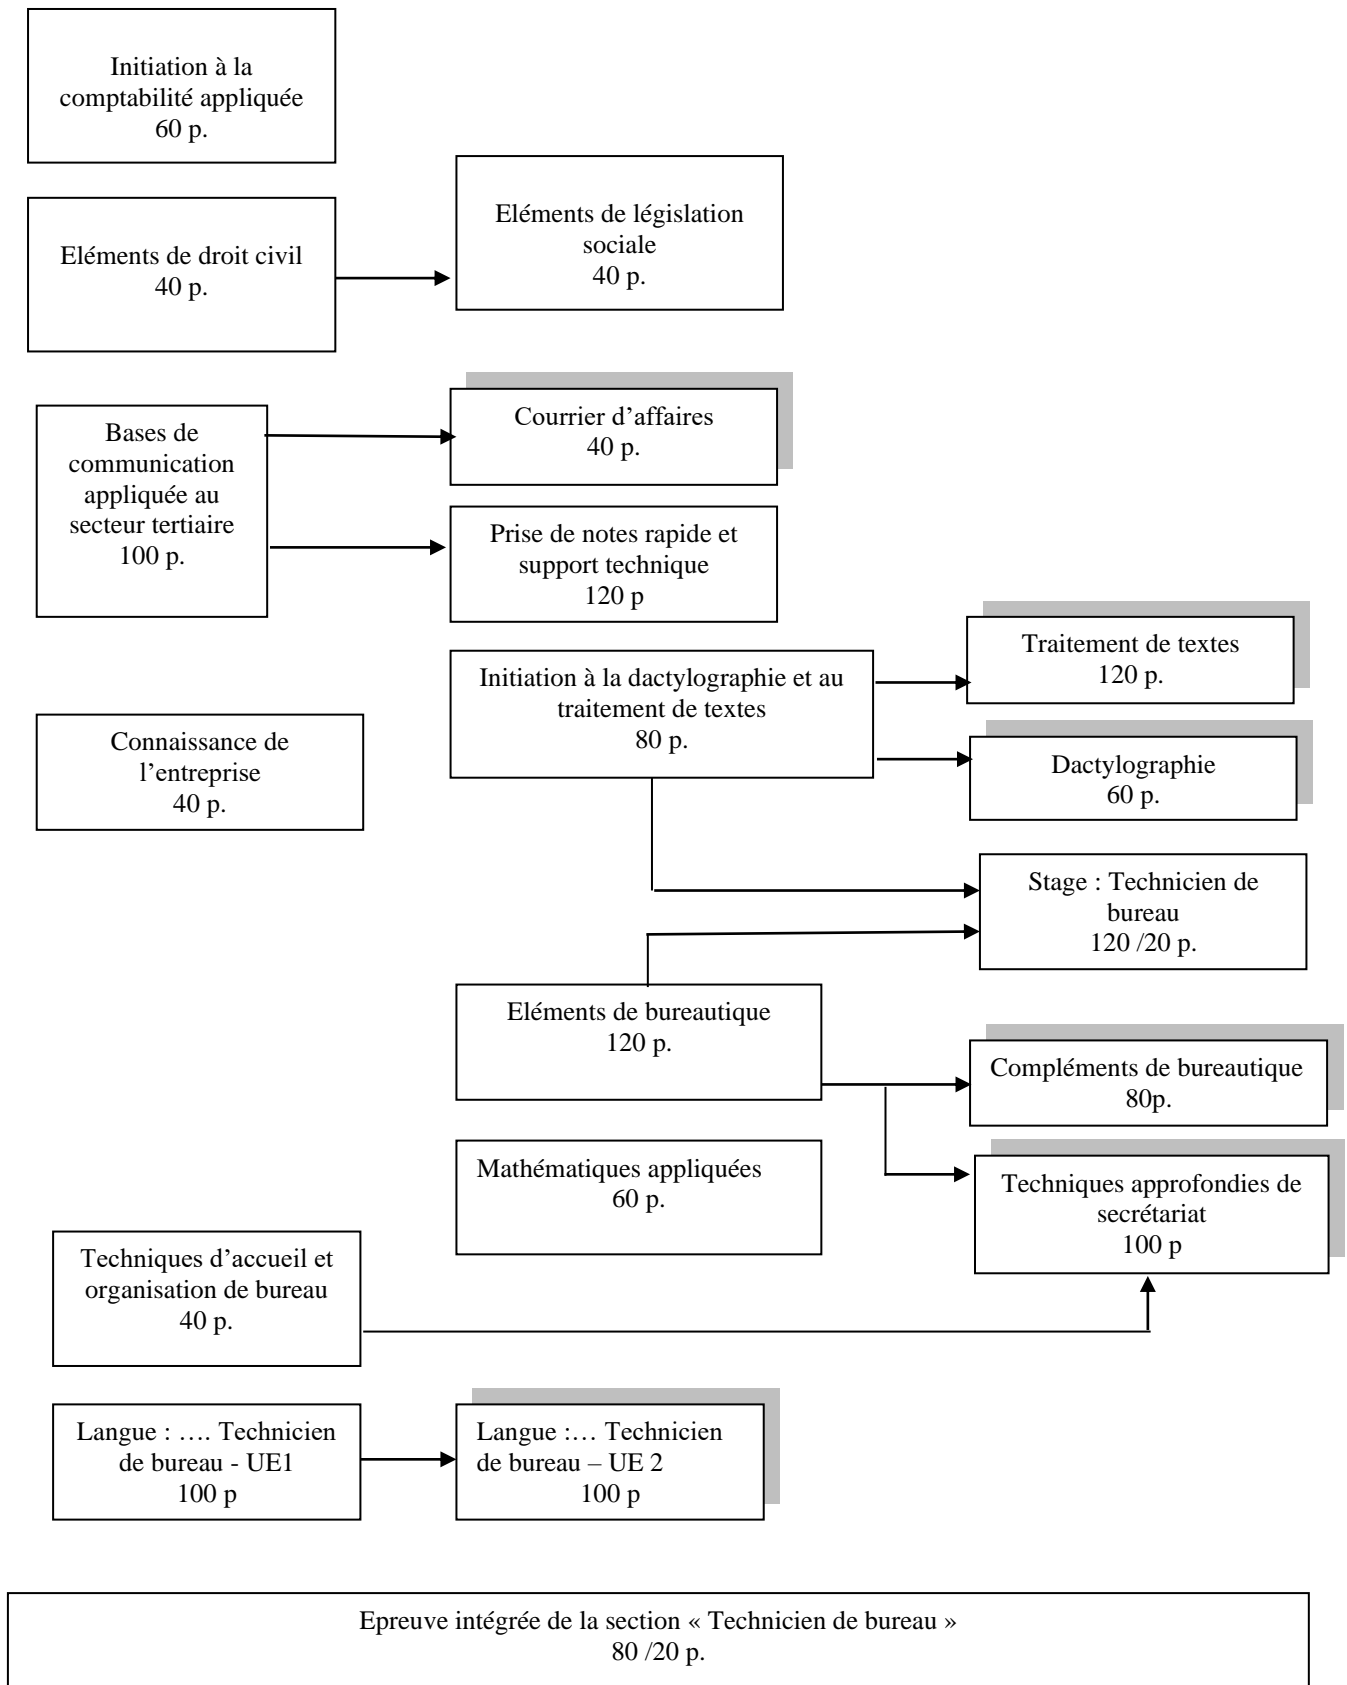 Initiation à la
comptabilité appliquée
60 p.
Eléments de droit civil
40 p.
Eléments de législation
sociale
40 p.
Bases de
communication
appliquée au
secteur tertiaire
100 p.
Courrier d’affaires
40 p.
Prise de notes rapide et
support technique
120 p
Initiation à la dactylographie et au
traitement de textes
80 p.
Traitement de textes
120 p.
Connaissance de
l’entreprise
40 p.
Dactylographie
60 p.
Stage : Technicien de
bureau
120 /20 p.
Eléments de bureautique
120 p.
Compléments de bureautique
80p.
Mathématiques appliquées
60 p.
Techniques approfondies de
secrétariat
100 p
Techniques d’accueil et
organisation de bureau
40 p.
Langue : …. Technicien
de bureau - UE1
100 p
Langue :… Technicien
de bureau – UE 2
100 p
Epreuve intégrée de la section « Technicien de bureau »
80 /20 p.